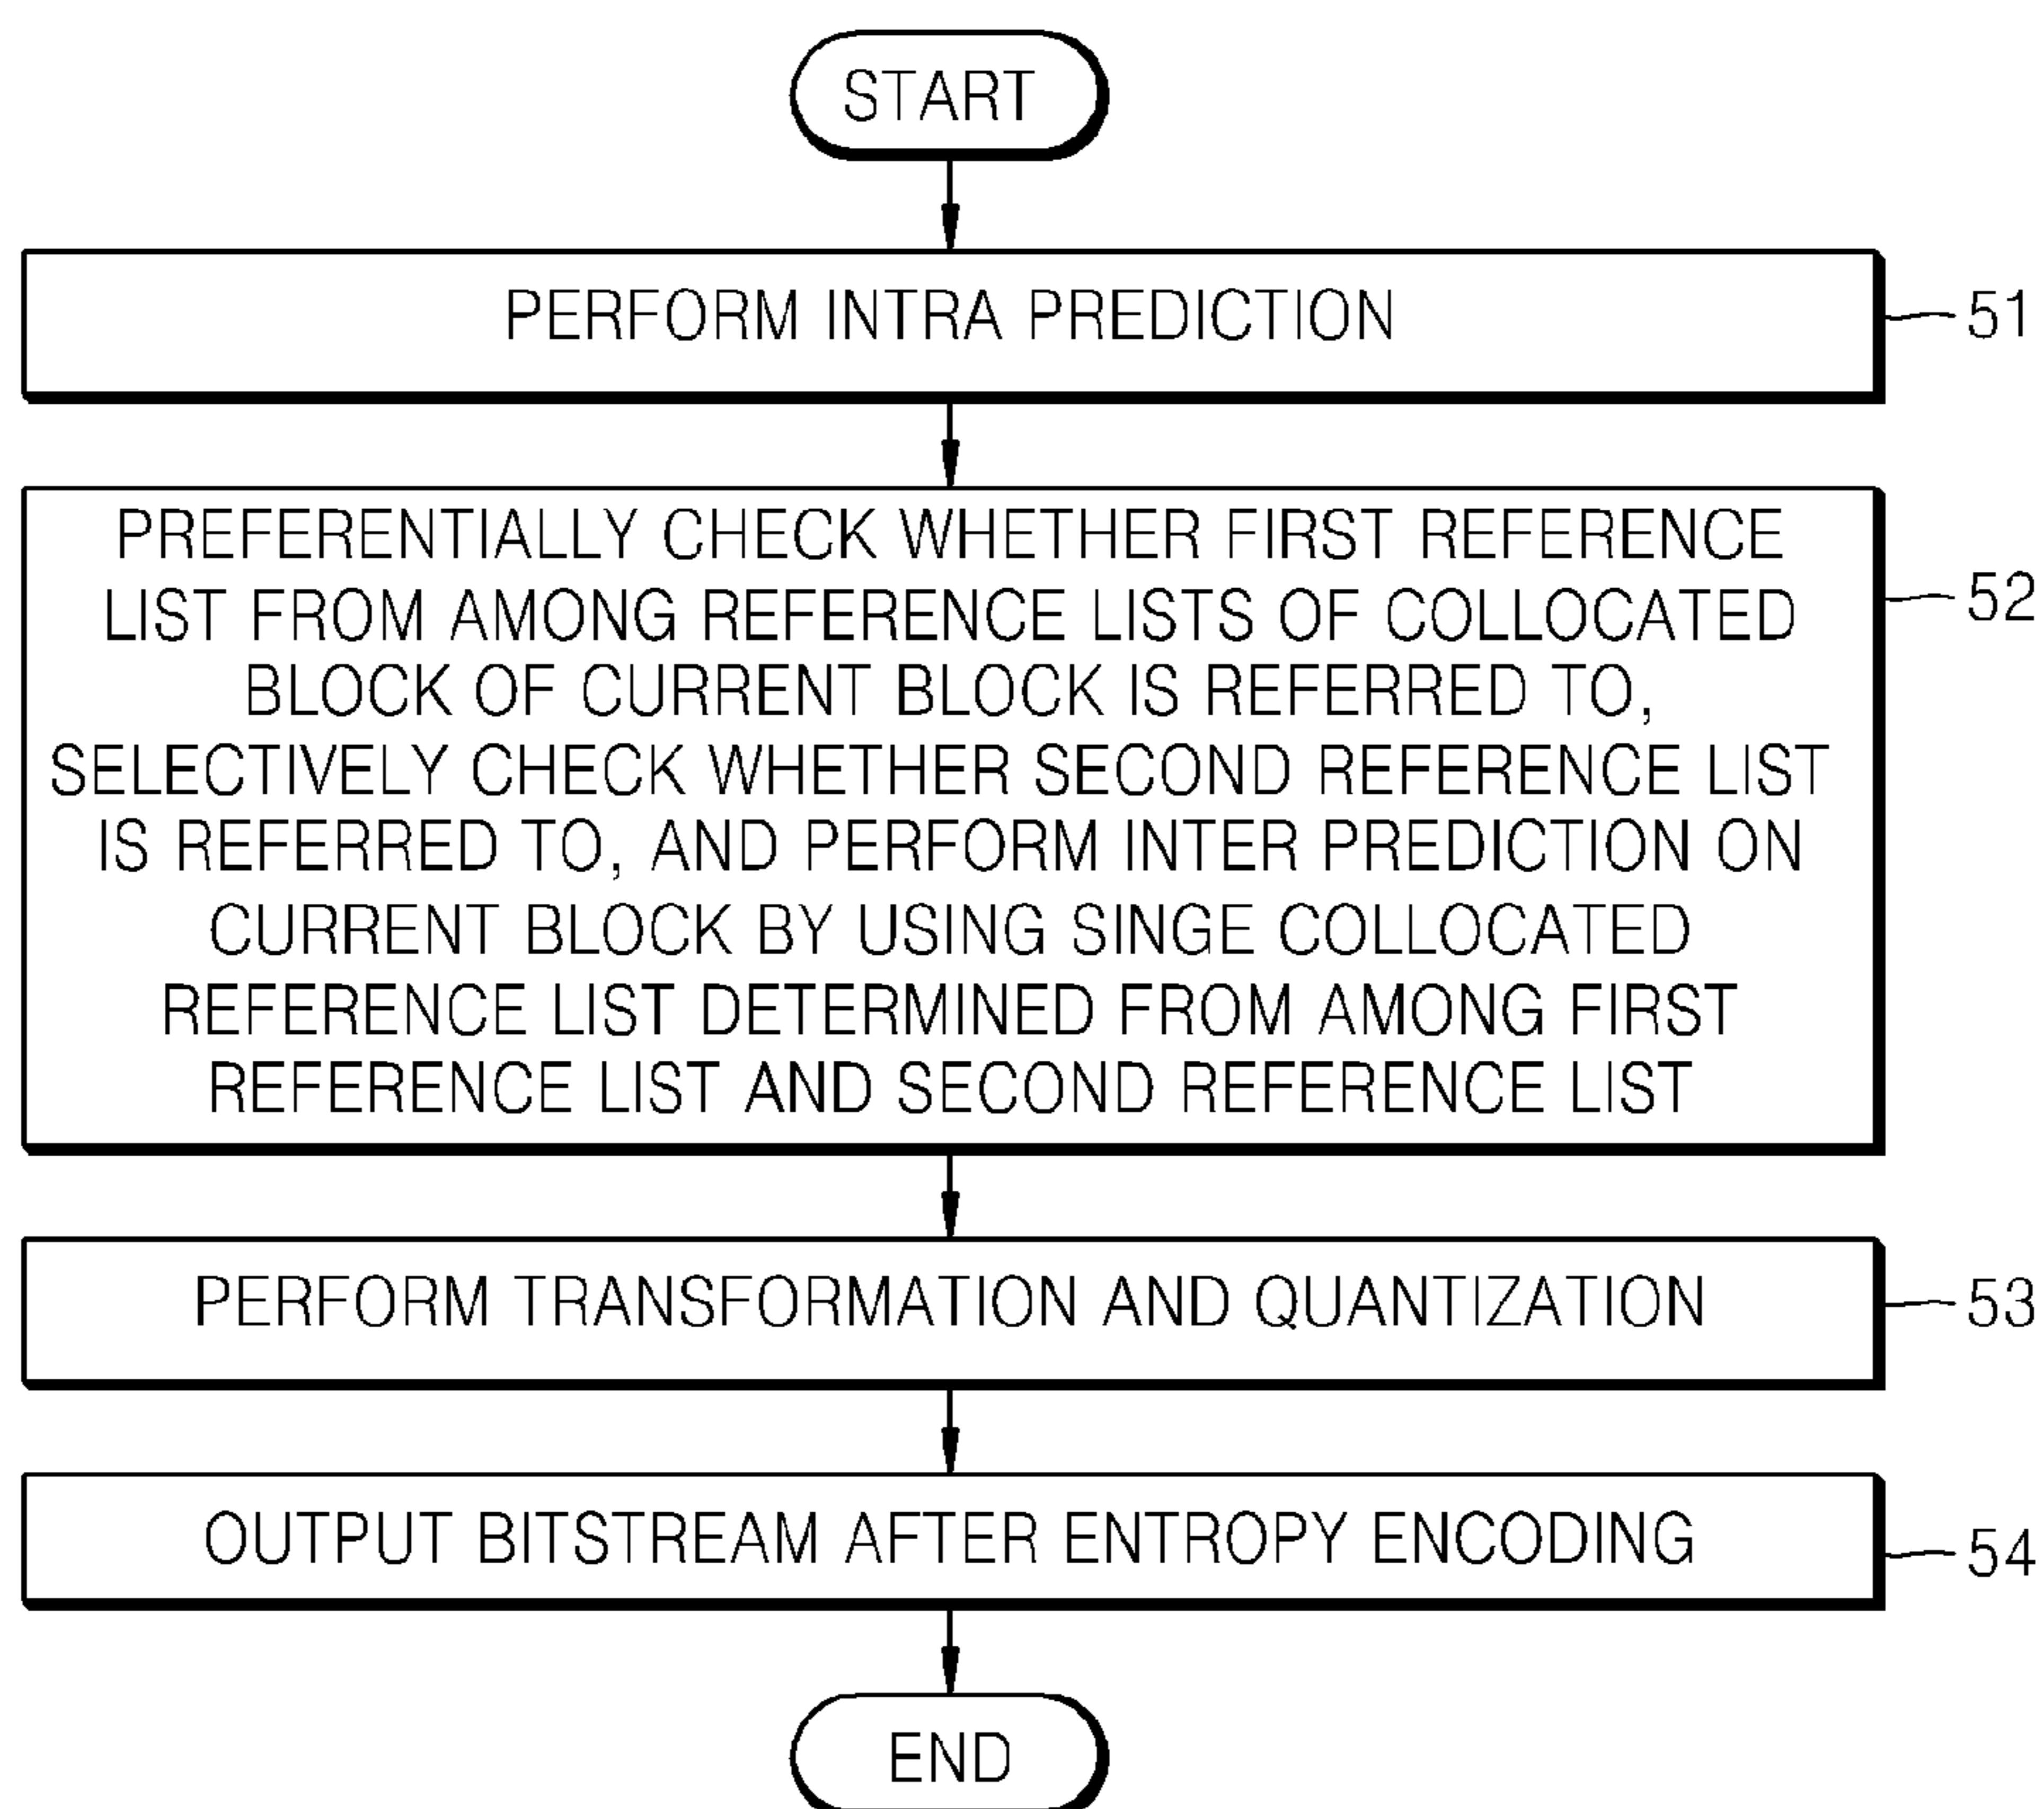 START
PERFORM INTRA PREDICTION
51
PREFERENTIALLY CHECK WHETHER FIRST REFERENCE
LIST FROM AMONG REFERENCE LISTS OF COLLOCATED
BLOCK OF CURRENT BLOCK IS REFERRED TO,
SELECTIVELY CHECK WHETHER SECOND REFERENCE LIST
IS REFERRED TO, AND PERFORM INTER PREDICTION ON
CURRENT BLOCK BY USING SINGE COLLOCATED
REFERENCE LIST DETERMINED FROM AMONG FIRST
REFERENCE LIST AND SECOND REFERENCE LIST
52
PERFORM TRANSFORMATION AND QUANTIZATION
53
OUTPUT BITSTREAM AFTER ENTROPY ENCODING
54
END